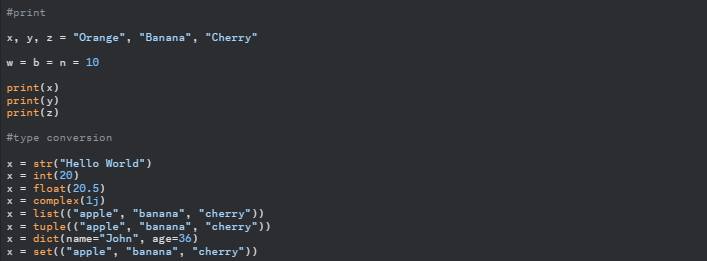 #print
x, y, z = "Orange", "Banana", "Cherry"
w = b = n = 10
print(x)
print(y)
print(z)
#type conversion
x = str("Hello World")
x = int(20)
x = float(20.5)
x = complex(1j)
x = list(("apple", "banana", "cherry"))
x = tuple(("apple", "banana", "cherry"))
x = dict(name="John", age=36)
x = set(("apple", "banana", "cherry"))